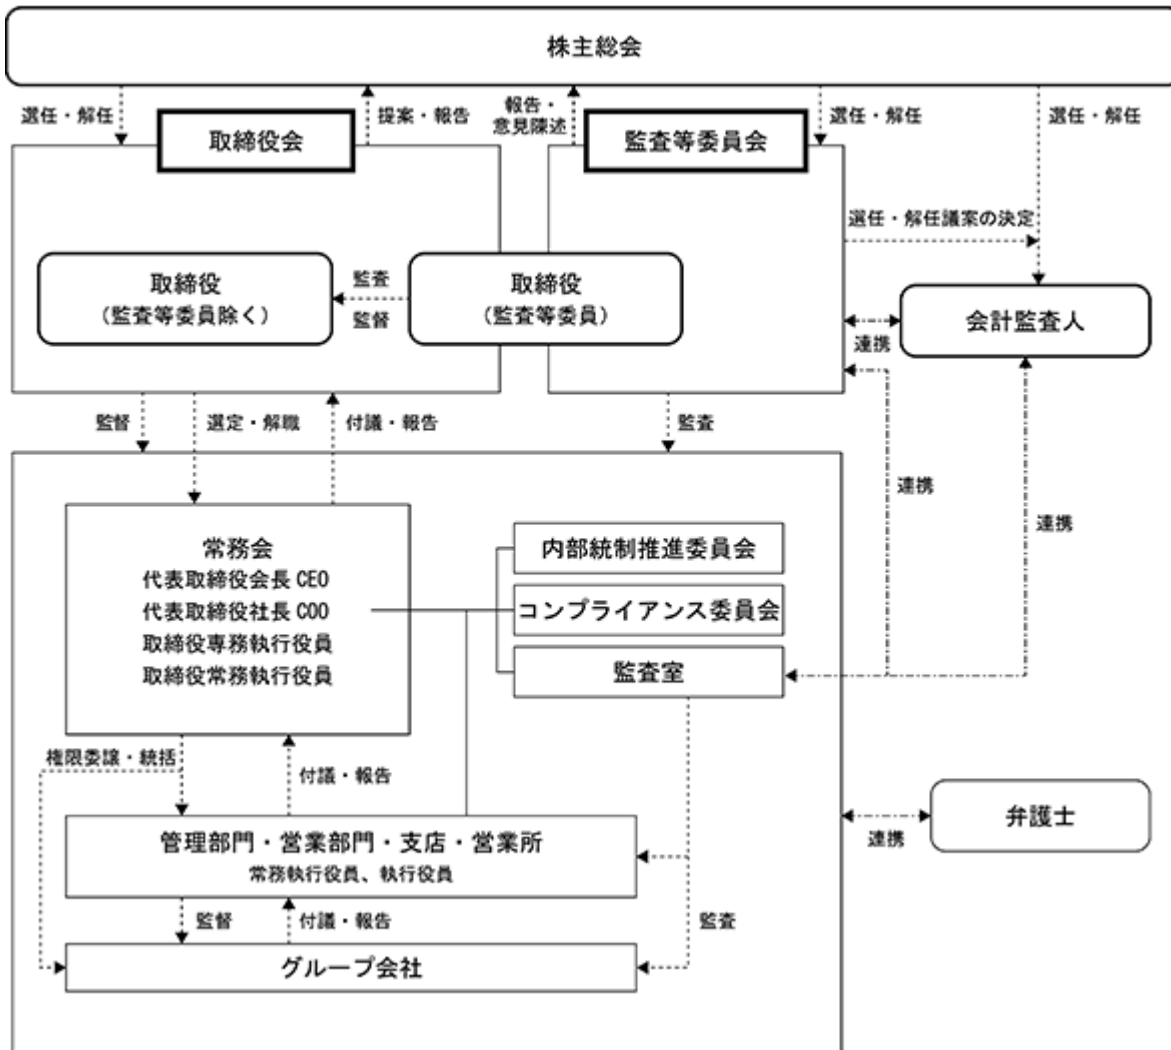 株主総会
選任・解任
提案・報告
報告・
意見陳述
選任・解任
選任・解任
取締役会
監査等委員会
選任・解任議案の決定
取締役
(監査等委員除く)
監査
監督
取締役
(監査等委員)
会計監査人
連携
監督
選定・解職
付議・報告
監査
連携
連携
常務会
代表取締役会長 CEO
代表取締役社長 COO
取締役専務執行役員
取締役常務執行役員
内部統制推進委員会
コンプライアンス委員会
監査室
権限委譲・統括
付議・報告
管理部門・営業部門・支店・営業所
常務執行役員、執行役員
弁護士
連携
監督
付議・報告
監査
グループ会社